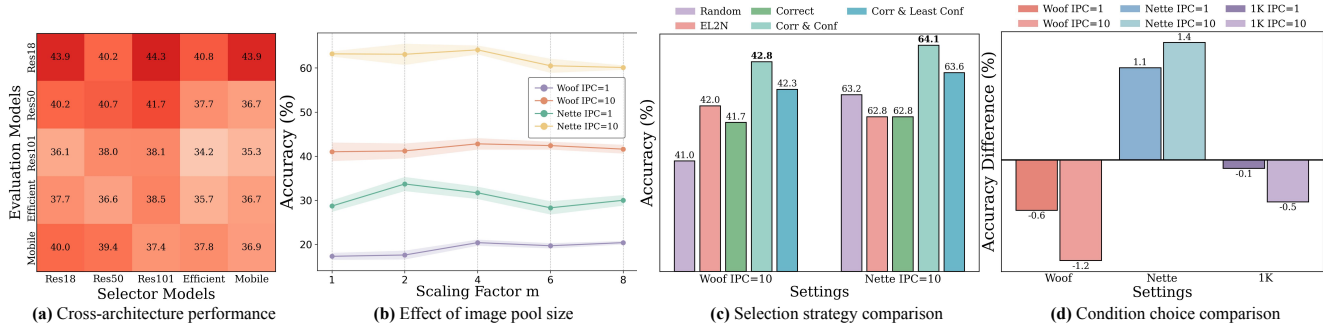 Evaluation Models
Res18
Res50
Res101
Efficient
Mobile
43.9 40.2 44.3 40.8 43.9
40.2 40.7 41.7 37.7 36.7
36.1 38.0 38.1 34.2 35.3
37.7 36.6 38.5 35.7 36.7
40.0 39.4 37.4 37.8 36.9
Res18 Res50 Res101 Efficient Mobile
Selector Models
(a) Cross-architecture performance
Accuracy (%)
60
50
40
30
20
Woof IPC=1
Woof IPC=10
Nette IPC=1
Nette IPC=10
1 2 4 6 8
Scaling Factor m
(b) Effect of image pool size
Random
EL2N
Correct
Corr & Conf
Corr & Least Conf
Accuracy (%)
41.0 42.0 41.7 42.8 42.3
63.2 62.8 62.8 64.1 63.6
Woof IPC=10 Nette IPC=10
Settings
(c) Selection strategy comparison
Woof IPC=1
Woof IPC=10
Nette IPC=1
Nette IPC=10
1K IPC=1
1K IPC=10
Accuracy Difference (%)
-0.6 -1.2
1.1 1.4
-0.1 -0.5
Woof Nette 1K
Settings
(d) Condition choice comparison